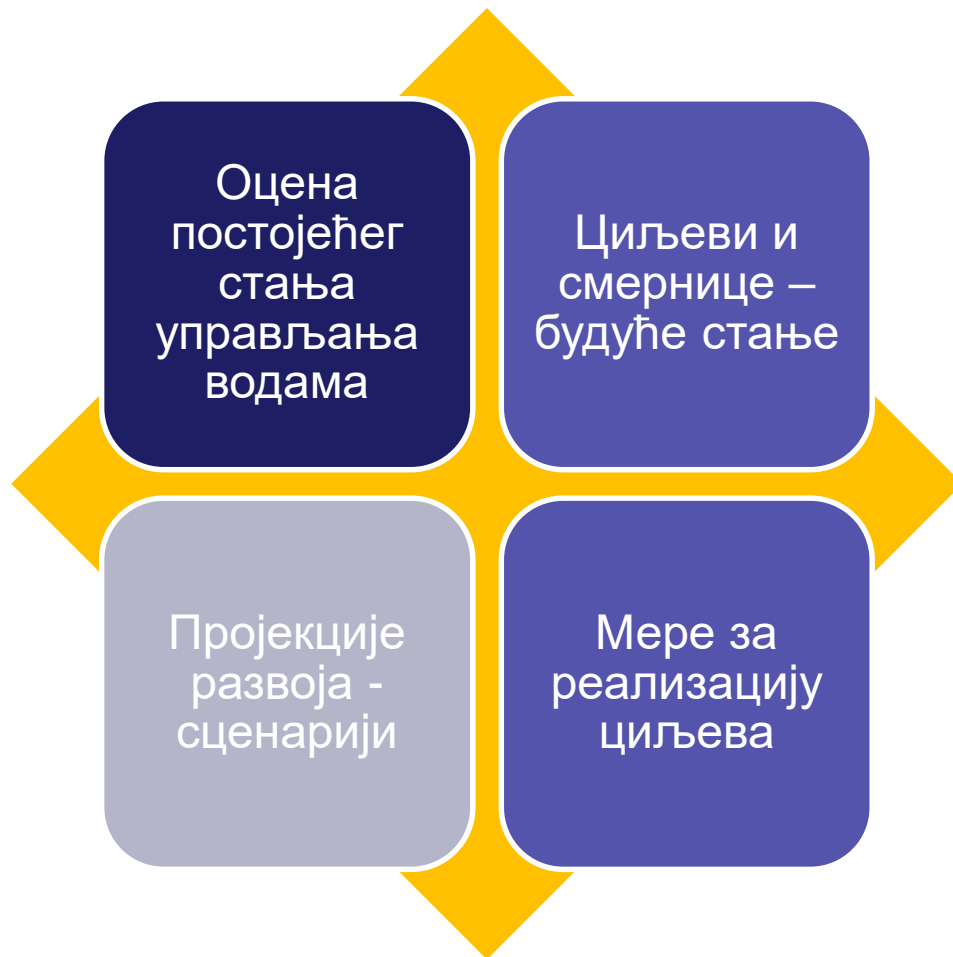 Оцена
постојећег
стања
управљања
водама
Циљеви и
смернице –
будуће стање
Пројекције
развоја -
сценарији
Мере за
реализацију
циљева